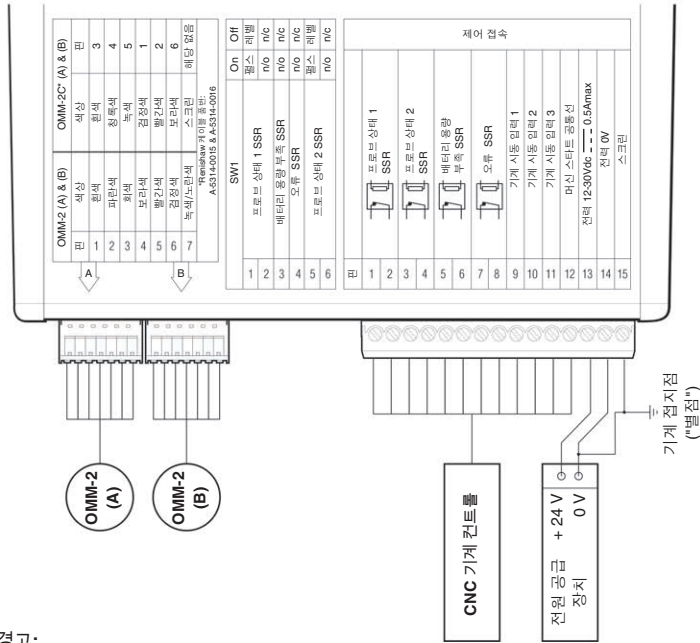 OMM-2 (A) & (B) OMM-2C* (A) & (B)
핀 색상 색상 핀
1 흰색 흰색 3
2 파란색 청록색 4
3 회색 녹색 5
4 보라색 검정색 1
5 빨간색 빨간색 2
6 검정색 보라색 6
7 녹색/노란색 스크린 해당 없음
*Renishaw 케이블 품번:
A-5314-0015 & A-5314-0016
A
B
SW1 On Off
1 프로브 상태 1 SSR 펄스 레벨
2 n/o n/c
3 배터리 용량 부족 SSR n/o n/c
4 오류 SSR n/o n/c
5 프로브 상태 2 SSR 펄스 레벨
6 n/o n/c
핀 제어 접속
1 프로브 상태 1
2 SSR
3 프로브 상태 2
4 SSR
5 배터리 용량
6 부족 SSR
7 오류 SSR
8
9 기계 시동 입력 1
10 기계 시동 입력 2
11 기계 시동 입력 3
12 머신 스타트 공통선
13 전력 12-30Vdc 0.5Amax
14 전력 0V
15 스크린
OMM-2
(A)
OMM-2
(B)
CNC 기계 컨트롤
전원 공급
장치
+ 24 V
0 V
기계 접지점
("별점")
경고: